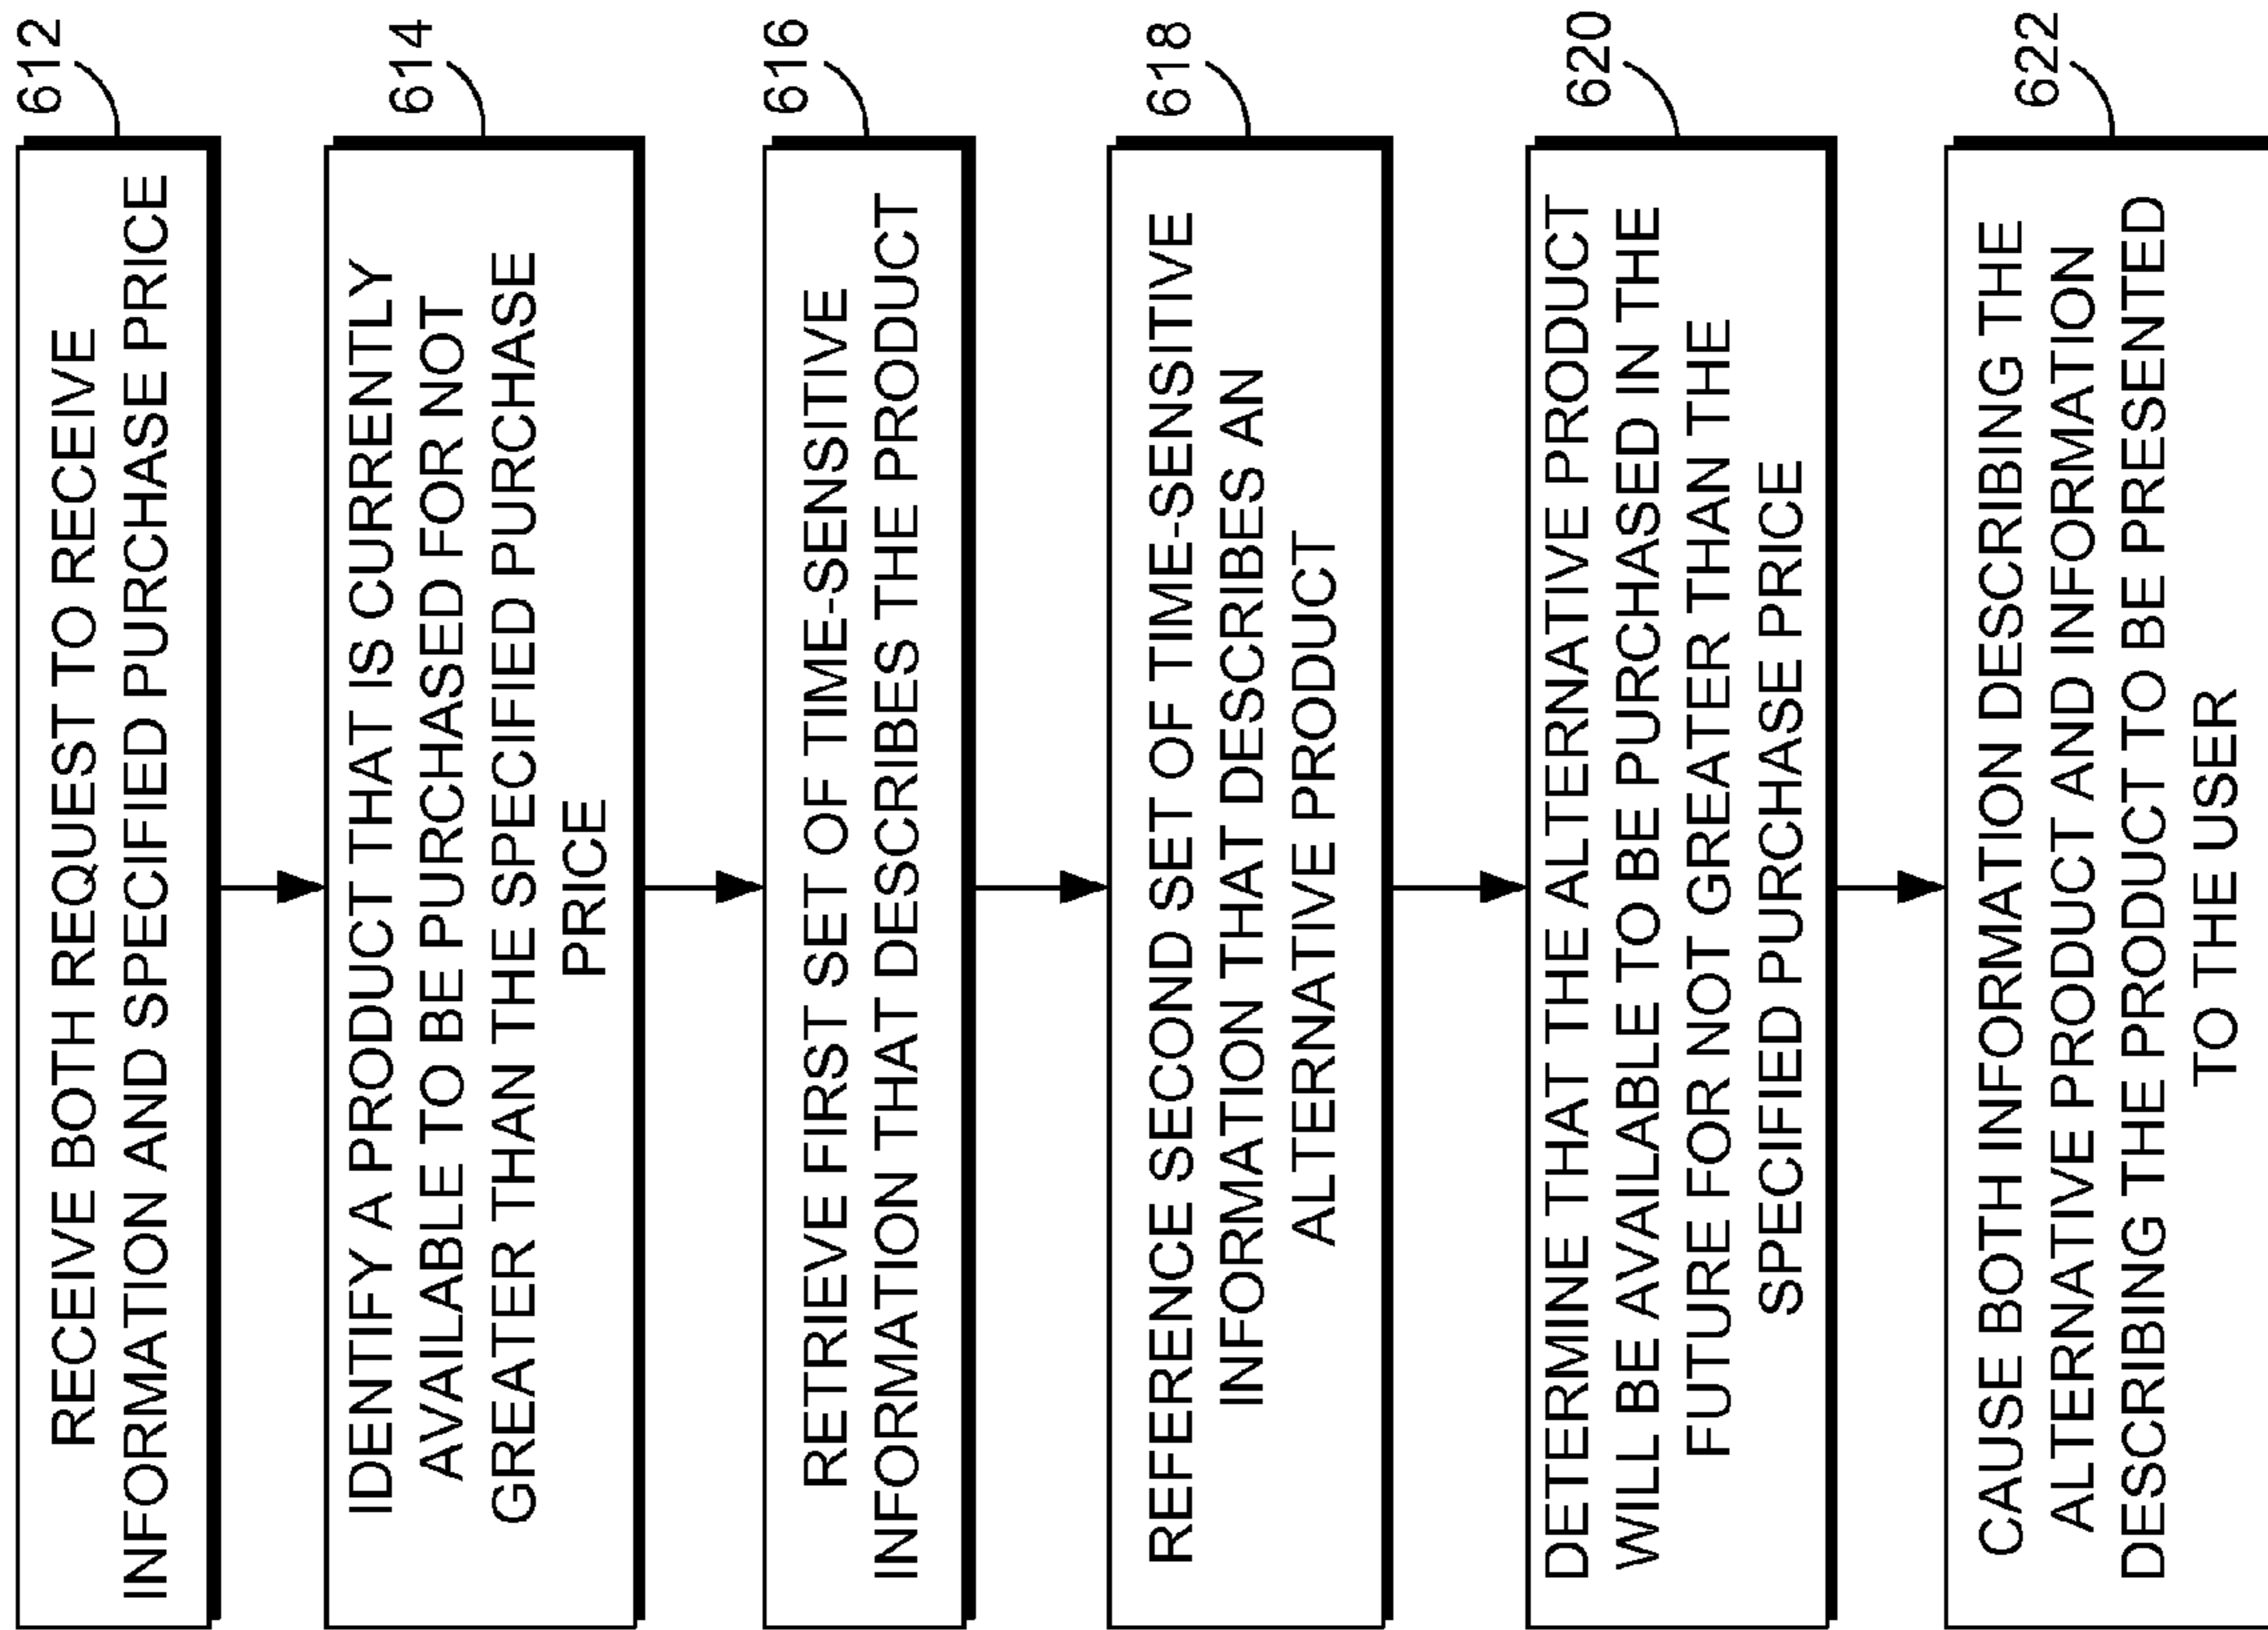 612
RECEIVE BOTH REQUEST TO RECEIVE
INFORMATION AND SPECIFIED PURCHASE PRICE
614
IDENTIFY A PRODUCT THAT IS CURRENTLY
AVAILABLE TO BE PURCHASED FOR NOT
GREATER THAN THE SPECIFIED PURCHASE
PRICE
616
RETRIEVE FIRST SET OF TIME-SENSITIVE
INFORMATION THAT DESCRIBES THE PRODUCT
618
REFERENCE SECOND SET OF TIME-SENSITIVE
INFORMATION THAT DESCRIBES AN
ALTERNATIVE PRODUCT
620
DETERMINE THAT THE ALTERNATIVE PRODUCT
WILL BE AVAILABLE TO BE PURCHASED IN THE
FUTURE FOR NOT GREATER THAN THE
SPECIFIED PURCHASE PRICE
622
CAUSE BOTH INFORMATION DESCRIBING THE
ALTERNATIVE PRODUCT AND INFORMATION
DESCRIBING THE PRODUCT TO BE PRESENTED
TO THE USER